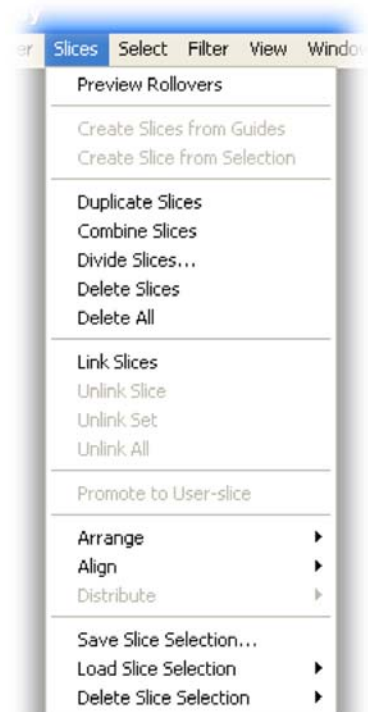 Slices Select Filter View
Preview Rollovers
Create Slices from Guides
Create Slice from Selection
Duplicate Slices
Combine Slices
Divide Slices...
Delete Slices
Delete All
Link Slices
Unlink Slice
Unlink Set
Unlink All
Promote to User-slice
Arrange
Align
Distribute
Save Slice Selection...
Load Slice Selection
Delete Slice Selection